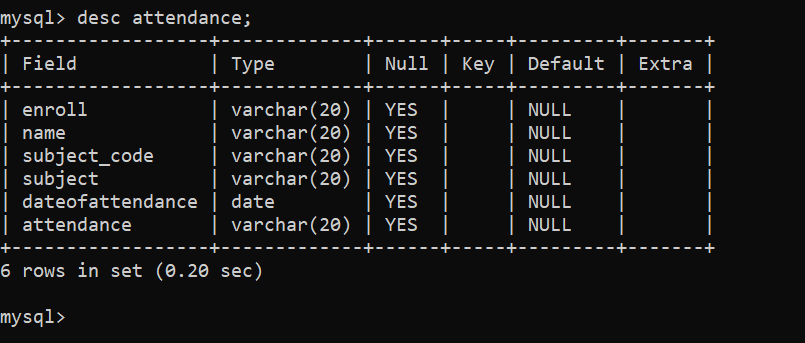 mysql> desc attendance;
+------------------+-------------+------+-----+---------+-------+
| Field            | Type        | Null | Key | Default | Extra |
+------------------+-------------+------+-----+---------+-------+
| enroll           | varchar(20) | YES  |     | NULL    |       |
| name             | varchar(20) | YES  |     | NULL    |       |
| subject_code     | varchar(20) | YES  |     | NULL    |       |
| subject          | varchar(20) | YES  |     | NULL    |       |
| dateofattendance | date        | YES  |     | NULL    |       |
| attendance       | varchar(20) | YES  |     | NULL    |       |
+------------------+-------------+------+-----+---------+-------+
6 rows in set (0.20 sec)
mysql>